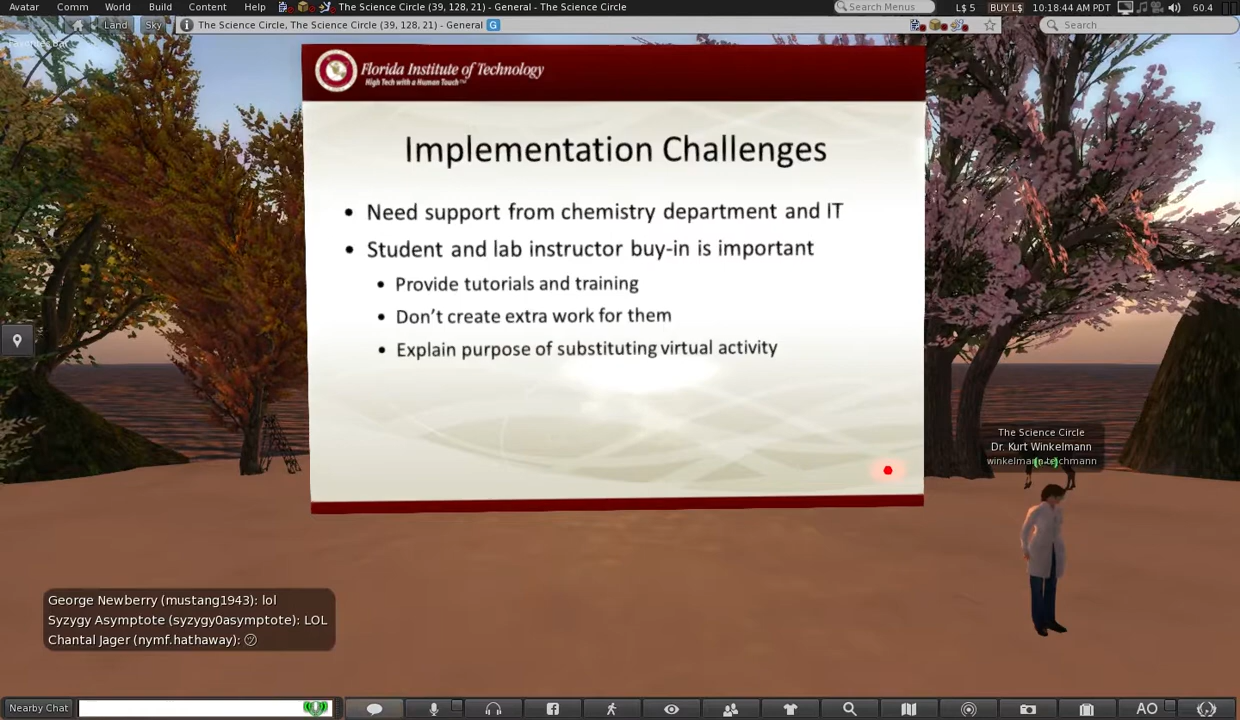 Avatar Comm World Build Content Help The Science Circle, The Science Circle (39, 128, 21) - General - The Science Circle Search Menus L$ 5 BUY L$ 10:18:44 AM PDT 60.4
Land Sky The Science Circle, The Science Circle (39, 128, 21) - General G Search
Florida Institute of Technology
High Tech with a Human Touch™
Implementation Challenges
• Need support from chemistry department and IT
• Student and lab instructor buy-in is important
• Provide tutorials and training
• Don't create extra work for them
• Explain purpose of substituting virtual activity
The Science Circle
Dr. Kurt Winkelmann
winkelmann.teichmann
George Newberry (mustang1943): lol
Syzygy Asymptote (syzygy0asymptote): LOL
Chantal Jager (nymf.hathaway):
Nearby Chat AO